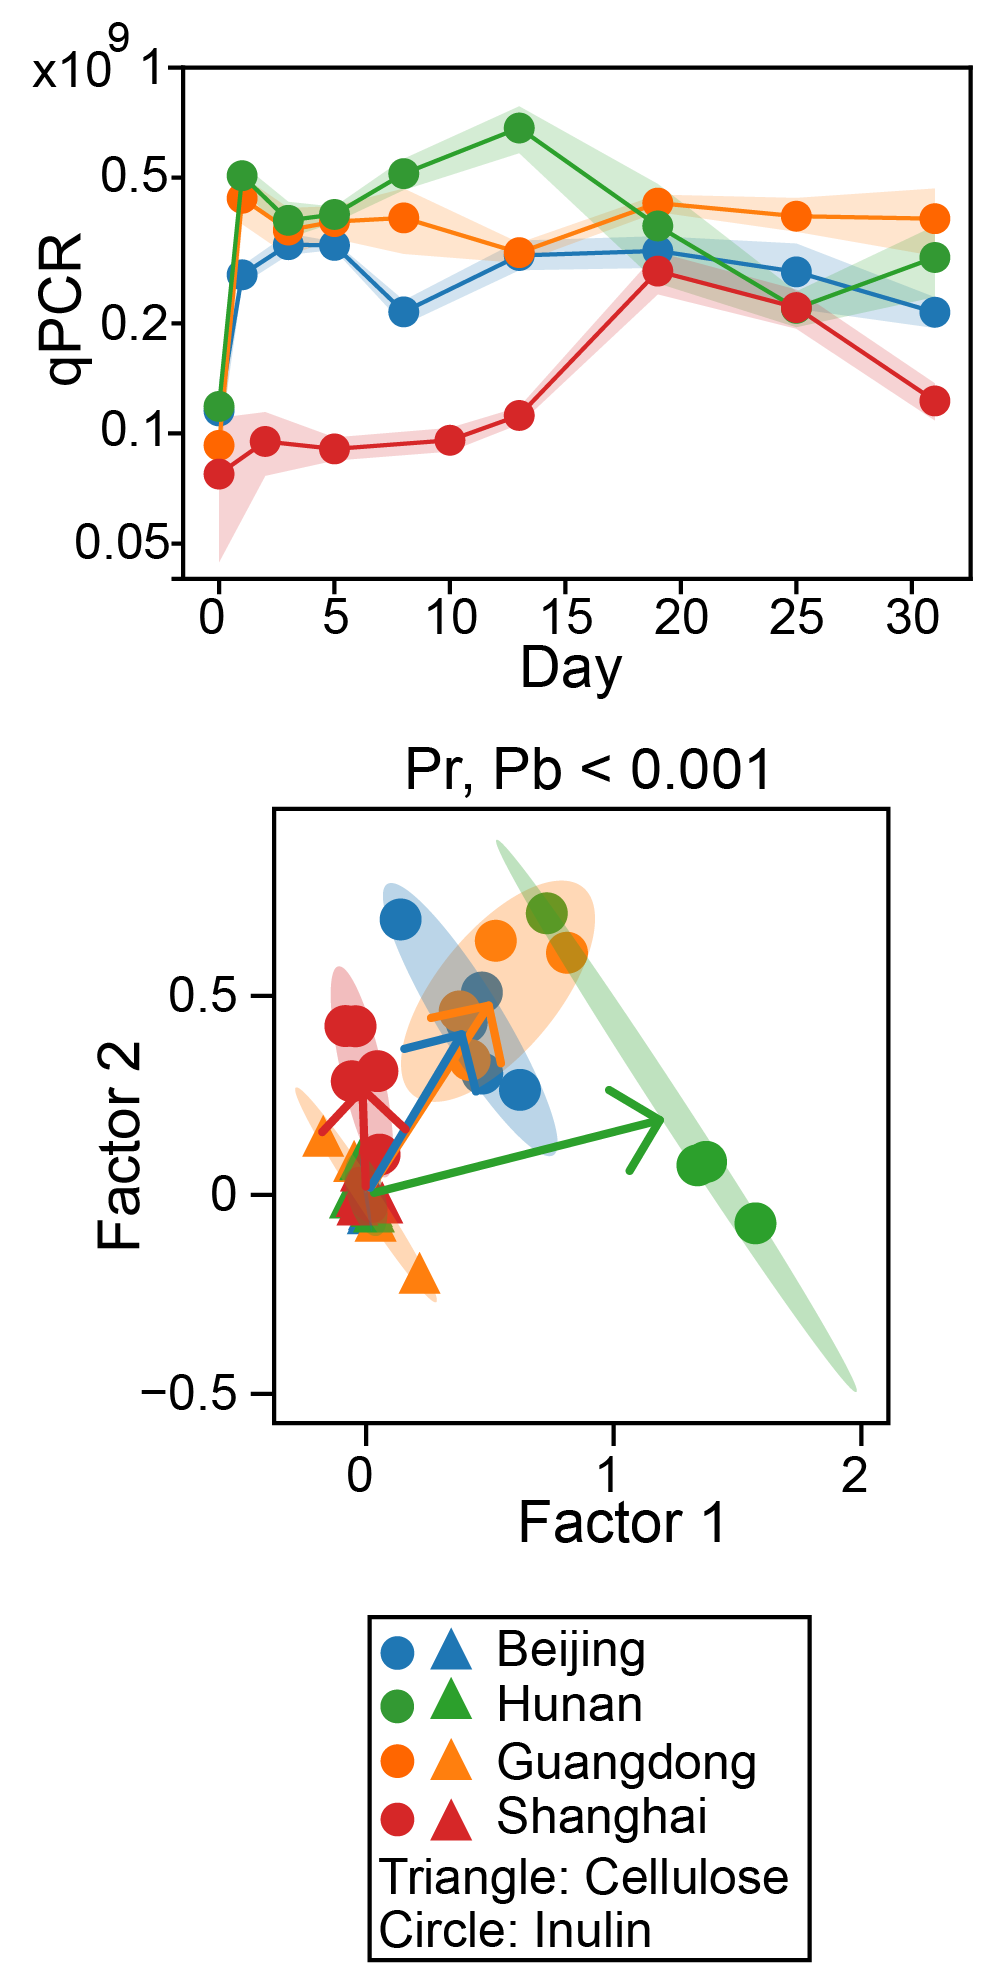 x10^9 1
0.5
0.2
0.1
0.05
qPCR
0 5 10 15 20 25 30
Day
Pr, Pb < 0.001
0.5
0
−0.5
Factor 2
0 1 2
Factor 1
Beijing
Hunan
Guangdong
Shanghai
Triangle: Cellulose
Circle: Inulin